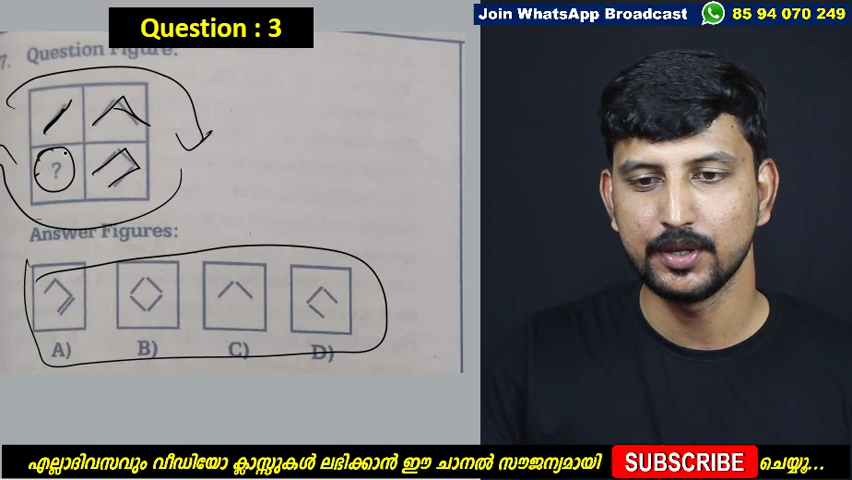 Question : 3
Join WhatsApp Broadcast 85 94 070 249
7. Question Figure:
?
Answer Figures:
A) B) C) D)
എല്ലാദിവസവും വീഡിയോ ക്ലാസ്സുകൾ ലഭിക്കാൻ ഈ ചാനൽ സൗജന്യമായി SUBSCRIBE ചെയ്യൂ...